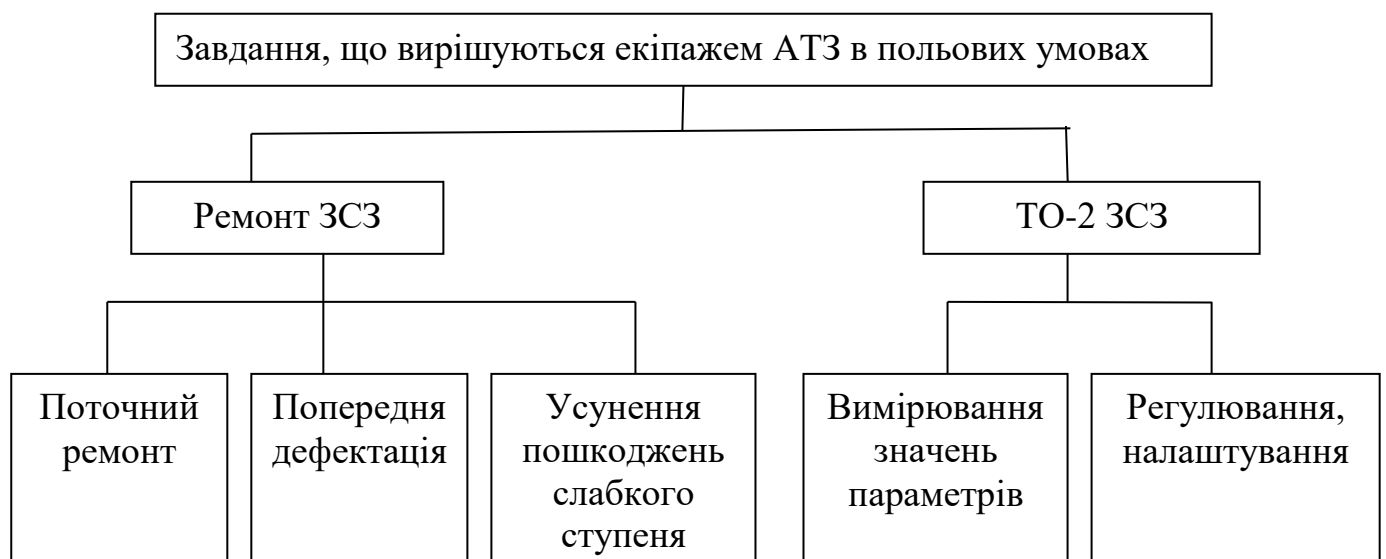 Завдання, що вирішуються екіпажем АТЗ в польових умовах
Ремонт ЗСЗ
ТО-2 ЗСЗ
Поточний
ремонт
Попередня
дефектація
Усунення
пошкоджень
слабкого
ступеня
Вимірювання
значень
параметрів
Регулювання,
налаштування